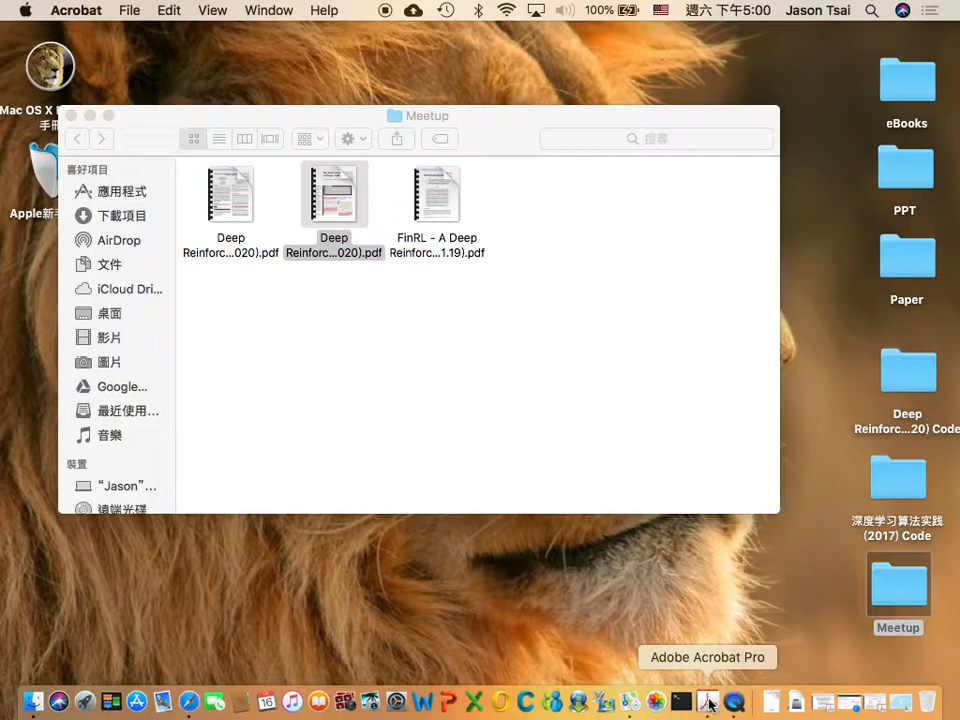 Acrobat File Edit View Window Help 100% 週六 下午5:00 Jason Tsai
Mac OS X
手冊
Apple新手
Meetup
搜尋
喜好項目
應用程式
下載項目
AirDrop
文件
iCloud Dri...
桌面
影片
圖片
Google...
最近使用...
音樂
裝置
“Jason”...
遠端光碟
Deep
Reinforc...020).pdf
Deep
Reinforc...020).pdf
FinRL - A Deep
Reinforc...1.19).pdf
eBooks
PPT
Paper
Deep
Reinforc...20) Code
深度学习算法实践
(2017) Code
Meetup
Adobe Acrobat Pro
16